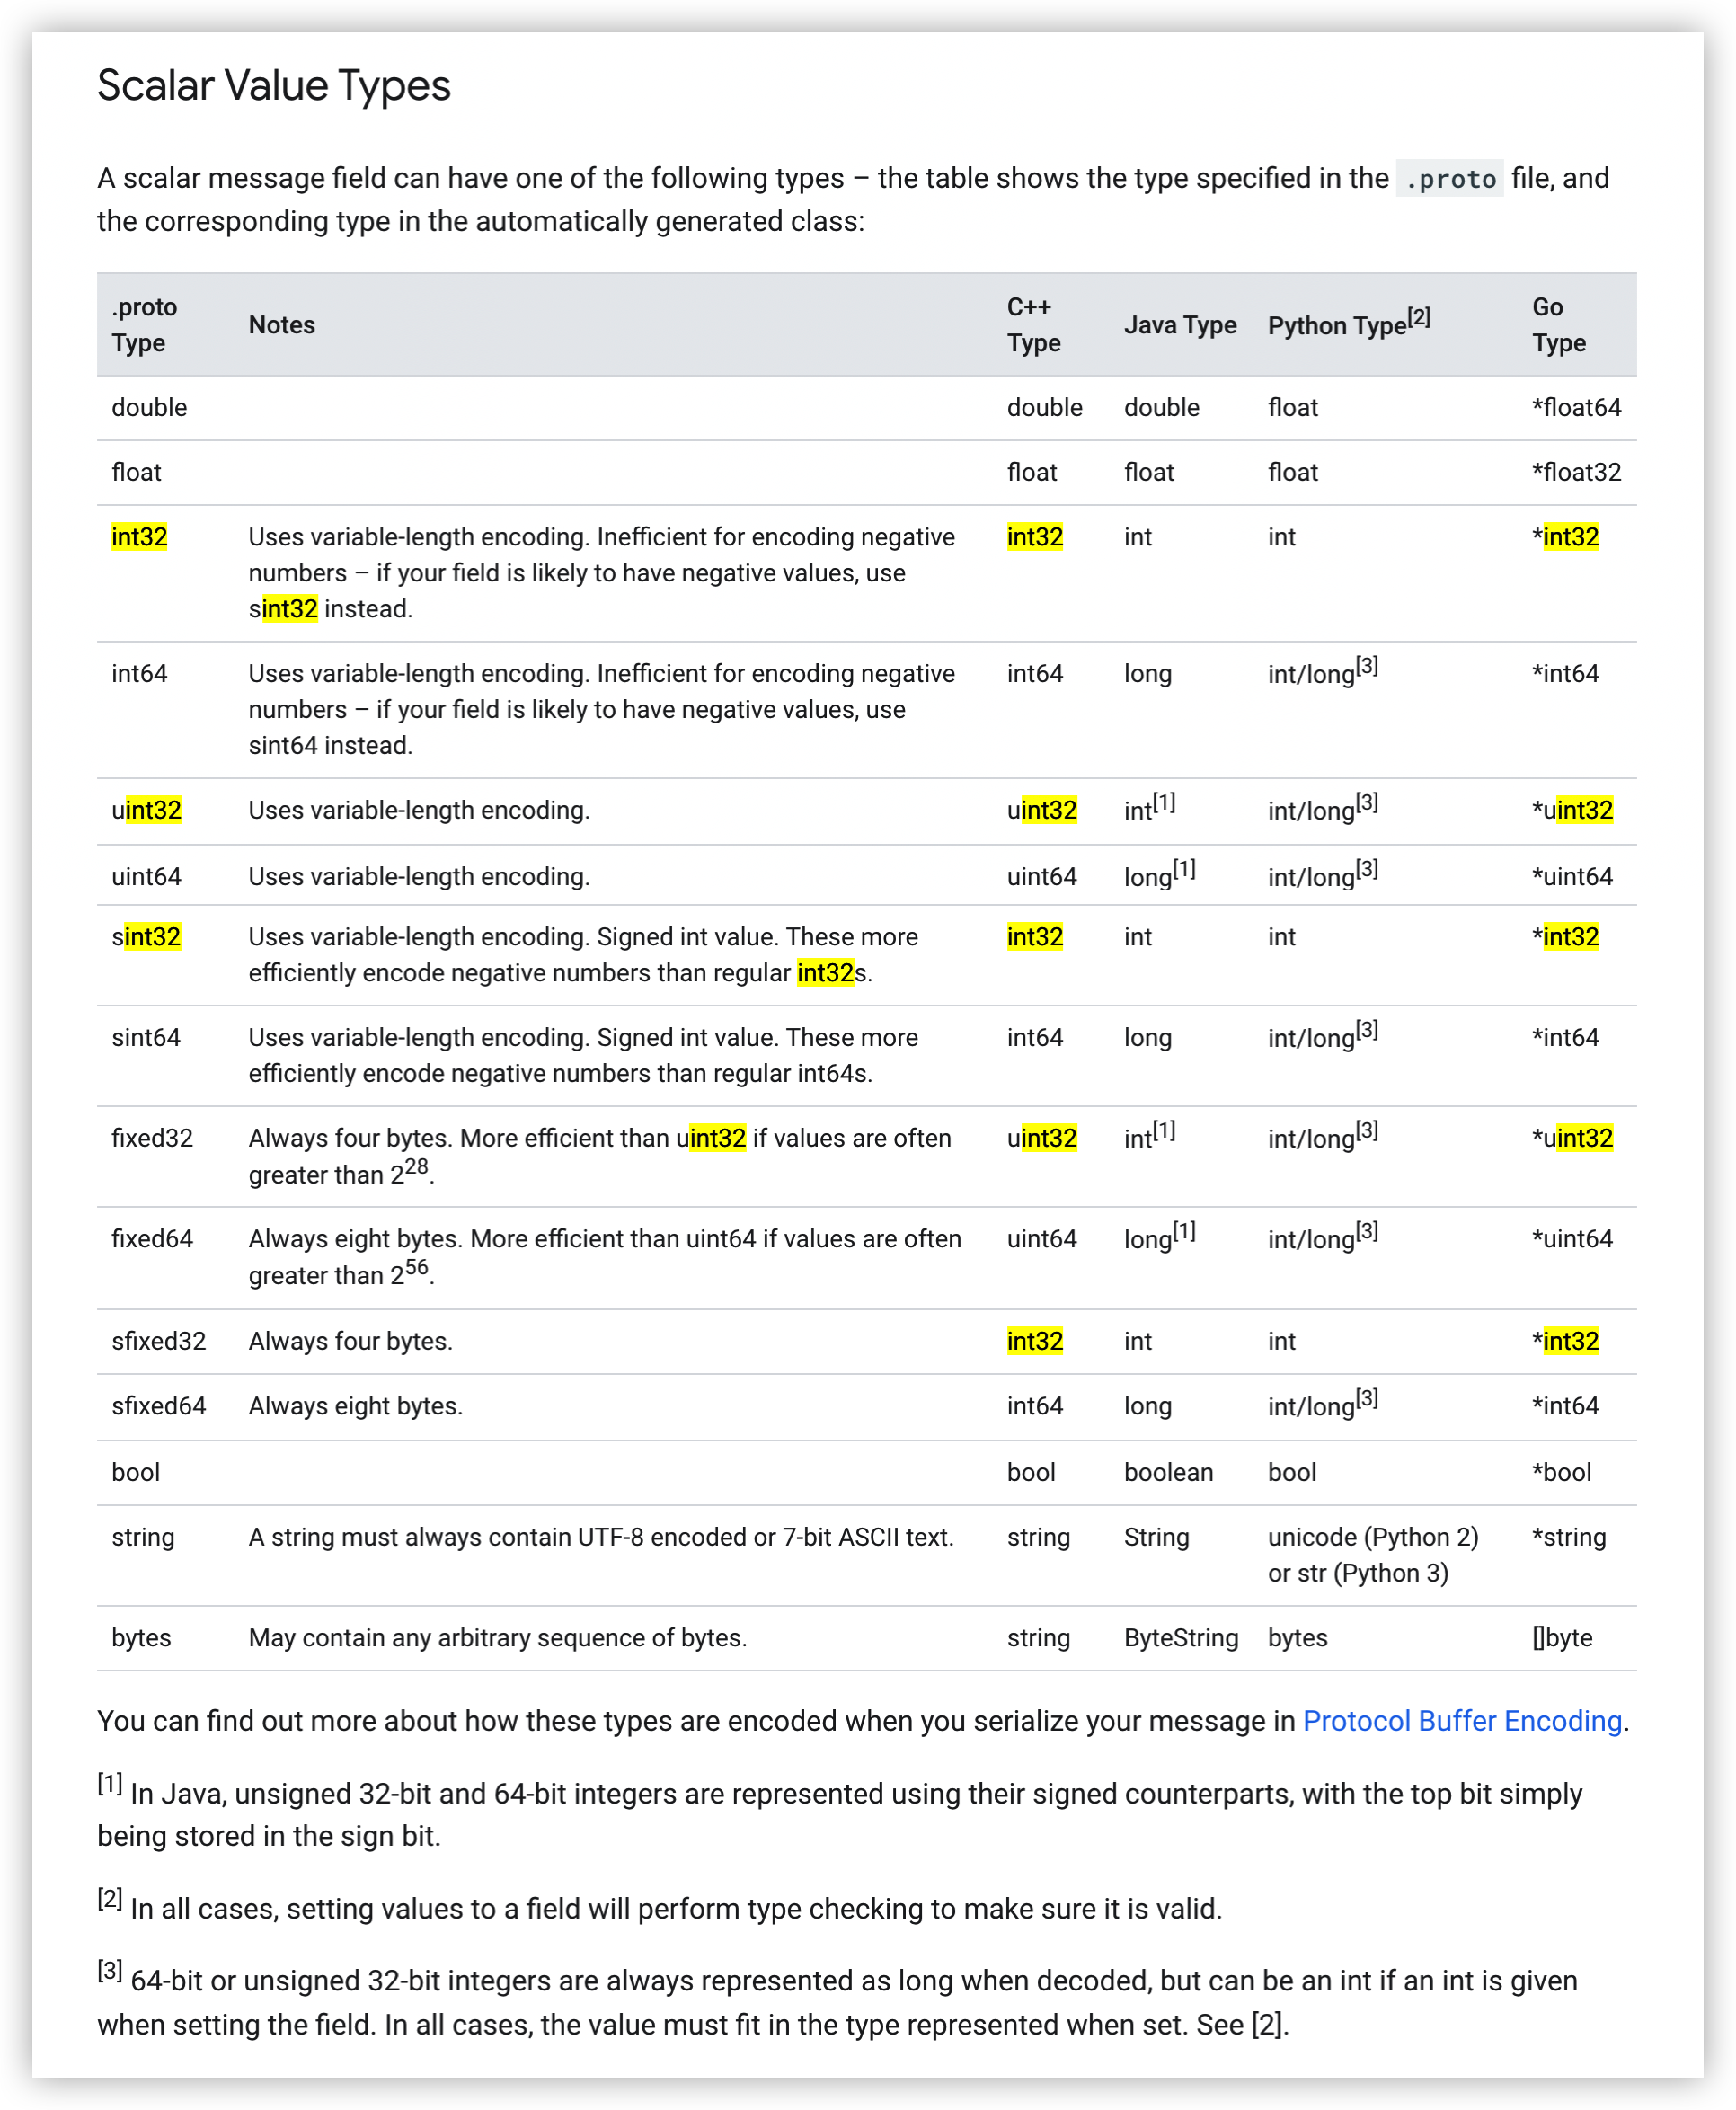 Scalar Value Types
A scalar message field can have one of the following types – the table shows the type specified in the .proto file, and
the corresponding type in the automatically generated class:
.proto Type Notes C++ Type Java Type Python Type[2] Go Type
double double double float *float64
float float float float *float32
int32 Uses variable-length encoding. Inefficient for encoding negative int32 int int *int32
numbers – if your field is likely to have negative values, use
sint32 instead.
int64 Uses variable-length encoding. Inefficient for encoding negative int64 long int/long[3] *int64
numbers – if your field is likely to have negative values, use
sint64 instead.
uint32 Uses variable-length encoding. uint32 int[1] int/long[3] *uint32
uint64 Uses variable-length encoding. uint64 long[1] int/long[3] *uint64
sint32 Uses variable-length encoding. Signed int value. These more int32 int int *int32
efficiently encode negative numbers than regular int32s.
sint64 Uses variable-length encoding. Signed int value. These more int64 long int/long[3] *int64
efficiently encode negative numbers than regular int64s.
fixed32 Always four bytes. More efficient than uint32 if values are often uint32 int[1] int/long[3] *uint32
greater than 2^28.
fixed64 Always eight bytes. More efficient than uint64 if values are often uint64 long[1] int/long[3] *uint64
greater than 2^56.
sfixed32 Always four bytes. int32 int int *int32
sfixed64 Always eight bytes. int64 long int/long[3] *int64
bool bool boolean bool *bool
string A string must always contain UTF-8 encoded or 7-bit ASCII text. string String unicode (Python 2) *string
or str (Python 3)
bytes May contain any arbitrary sequence of bytes. string ByteString bytes []byte
You can find out more about how these types are encoded when you serialize your message in Protocol Buffer Encoding.
[1] In Java, unsigned 32-bit and 64-bit integers are represented using their signed counterparts, with the top bit simply
being stored in the sign bit.
[2] In all cases, setting values to a field will perform type checking to make sure it is valid.
[3] 64-bit or unsigned 32-bit integers are always represented as long when decoded, but can be an int if an int is given
when setting the field. In all cases, the value must fit in the type represented when set. See [2].